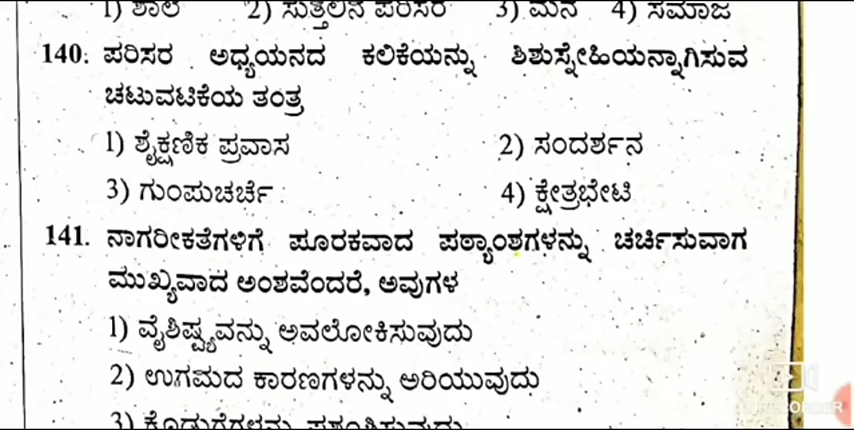 1) ಶಾಲೆ 2) ಸುತ್ತಲಿನ ಪರಿಸರ 3) ಮನೆ 4) ಸಮಾಜ
140. ಪರಿಸರ ಅಧ್ಯಯನದ ಕಲಿಕೆಯನ್ನು ಶಿಶುಸ್ನೇಹಿಯನ್ನಾಗಿಸುವ
ಚಟುವಟಿಕೆಯ ತಂತ್ರ
1) ಶೈಕ್ಷಣಿಕ ಪ್ರವಾಸ 2) ಸಂದರ್ಶನ
3) ಗುಂಪುಚರ್ಚೆ 4) ಕ್ಷೇತ್ರಭೇಟಿ
141. ನಾಗರೀಕತೆಗಳಿಗೆ ಪೂರಕವಾದ ಪಠ್ಯಾಂಶಗಳನ್ನು ಚರ್ಚಿಸುವಾಗ
ಮುಖ್ಯವಾದ ಅಂಶವೆಂದರೆ, ಅವುಗಳ
1) ವೈಶಿಷ್ಟ್ಯವನ್ನು ಅವಲೋಕಿಸುವುದು
2) ಉಗಮದ ಕಾರಣಗಳನ್ನು ಅರಿಯುವುದು
3) ಕೊಡುಗೆಗಳನ್ನು